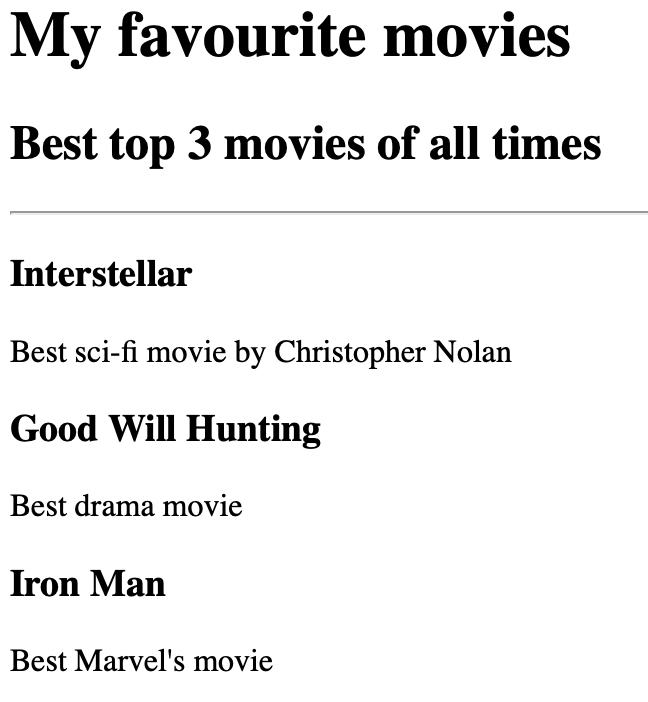 My favourite movies
Best top 3 movies of all times
Interstellar
Best sci-fi movie by Christopher Nolan
Good Will Hunting
Best drama movie
Iron Man
Best Marvel's movie